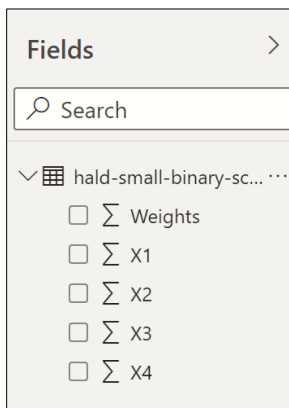 Fields
Search
hald-small-binary-sc...
Σ Weights
Σ X1
Σ X2
Σ X3
Σ X4